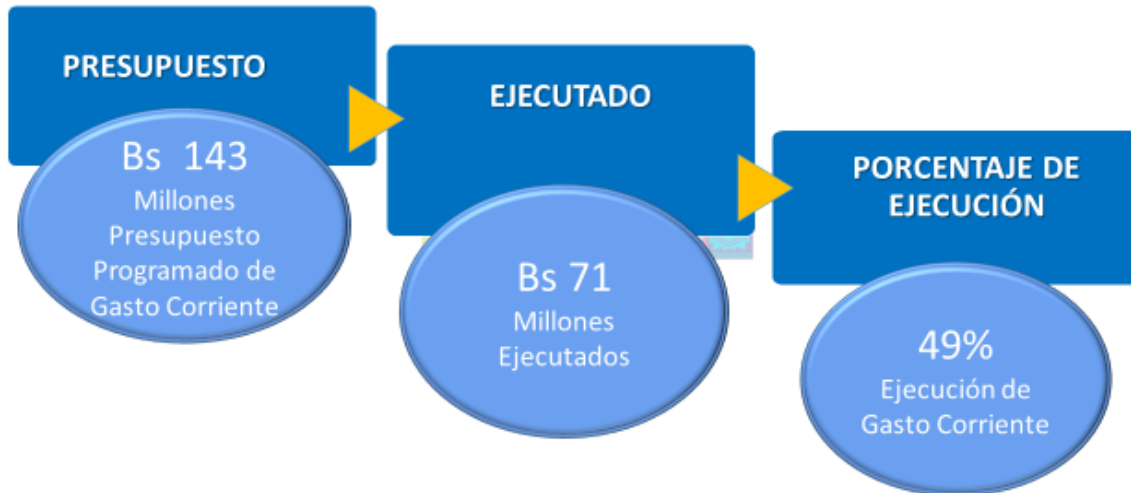 PRESUPUESTO
Bs 143
Millones
Presupuesto
Programado de
Gasto Corriente
EJECUTADO
Bs 71
Millones
Ejecutados
PORCENTAJE DE
EJECUCIÓN
49%
Ejecución de
Gasto Corriente